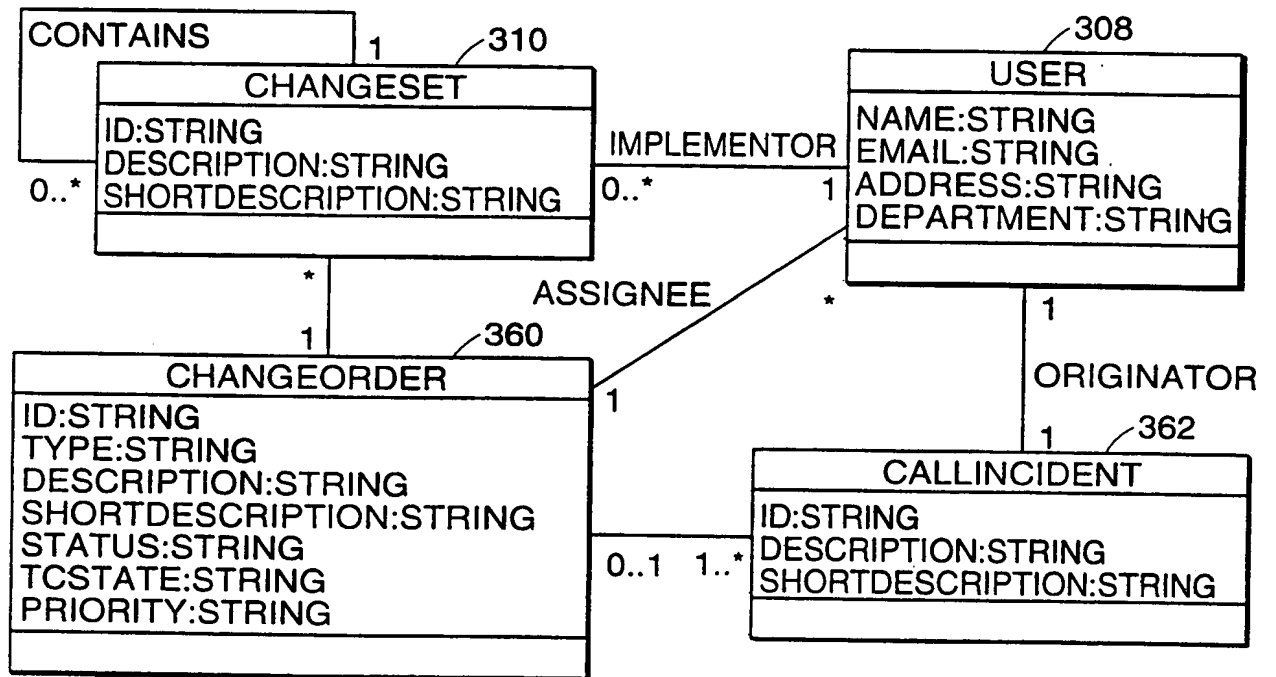 CONTAINS
1
310
CHANGESET
ID:STRING
DESCRIPTION:STRING
SHORTDESCRIPTION:STRING
0..*
IMPLEMENTOR
0..*
1
308
USER
NAME:STRING
EMAIL:STRING
ADDRESS:STRING
DEPARTMENT:STRING
*
1
ASSIGNEE
*
1
1
ORIGINATOR
1
360
CHANGEORDER
ID:STRING
TYPE:STRING
DESCRIPTION:STRING
SHORTDESCRIPTION:STRING
STATUS:STRING
TCSTATE:STRING
PRIORITY:STRING
0..1
1..*
362
CALLINCIDENT
ID:STRING
DESCRIPTION:STRING
SHORTDESCRIPTION:STRING